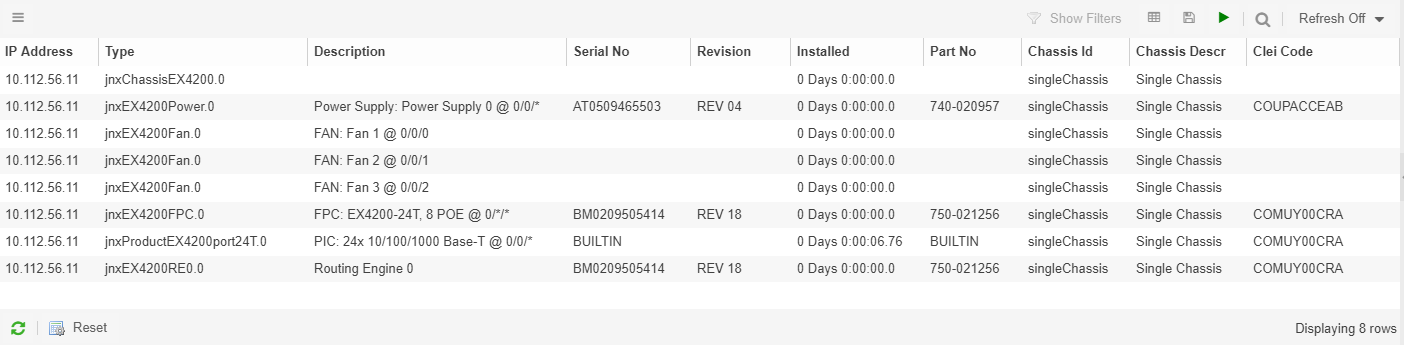 Show Filters Refresh Off
IP Address Type Description Serial No Revision Installed Part No Chassis Id Chassis Descr Clei Code
10.112.56.11 jnxChassisEX4200.0 0 Days 0:00:00.0 singleChassis Single Chassis
10.112.56.11 jnxEX4200Power.0 Power Supply: Power Supply 0 @ 0/0/* AT0509465503 REV 04 0 Days 0:00:00.0 740-020957 singleChassis Single Chassis COUPACCEAB
10.112.56.11 jnxEX4200Fan.0 FAN: Fan 1 @ 0/0/0 0 Days 0:00:00.0 singleChassis Single Chassis
10.112.56.11 jnxEX4200Fan.0 FAN: Fan 2 @ 0/0/1 0 Days 0:00:00.0 singleChassis Single Chassis
10.112.56.11 jnxEX4200Fan.0 FAN: Fan 3 @ 0/0/2 0 Days 0:00:00.0 singleChassis Single Chassis
10.112.56.11 jnxEX4200FPC.0 FPC: EX4200-24T, 8 POE @ 0/*/* BM0209505414 REV 18 0 Days 0:00:00.0 750-021256 singleChassis Single Chassis COMUY00CRA
10.112.56.11 jnxProductEX4200port24T.0 PIC: 24x 10/100/1000 Base-T @ 0/0/* BUILTIN 0 Days 0:00:06.76 BUILTIN singleChassis Single Chassis COMUY00CRA
10.112.56.11 jnxEX4200RE0.0 Routing Engine 0 BM0209505414 REV 18 0 Days 0:00:00.0 750-021256 singleChassis Single Chassis COMUY00CRA
Reset Displaying 8 rows